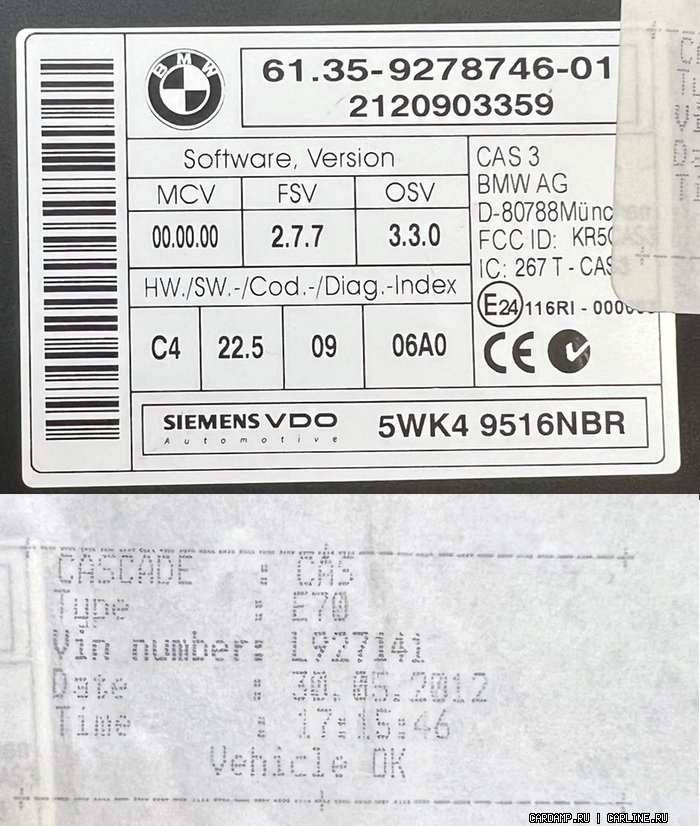 BMW
61.35-9278746-01
2120903359
Software, Version
MCV FSV OSV
00.00.00 2.7.7 3.3.0
HW./SW.-/Cod.-/Diag.-Index
C4 22.5 09 06A0
CAS 3
BMW AG
D-80788Münc
FCC ID: KR5
IC: 267 T - CAS
E24 116RI - 000
CE
SIEMENS VDO
Automotive
5WK4 9516NBR
CASCADE : CAS
Type : E70
Vin number: L927141
Date : 30.05.2012
Time : 17:15:46
Vehicle OK
CARDAMP.RU | CARLINE.RU